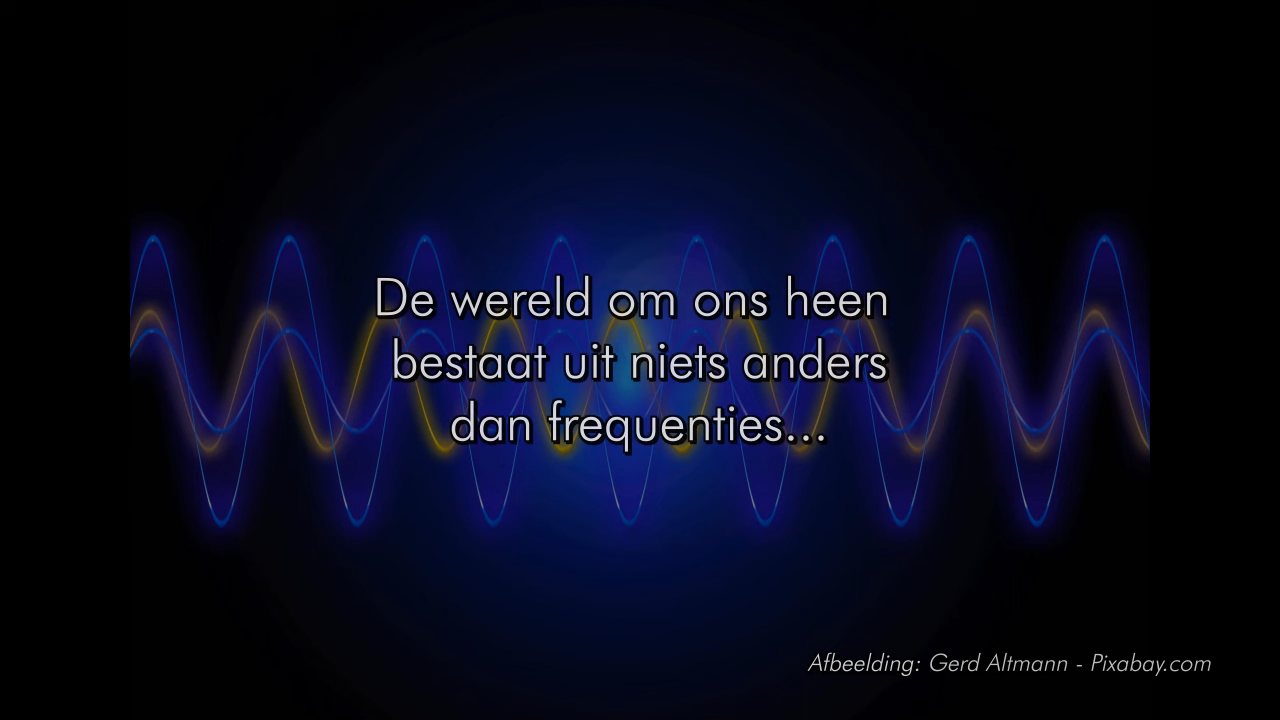 De wereld om ons heen
bestaat uit niets anders
dan frequenties...
Afbeelding: Gerd Altmann - Pixabay.com